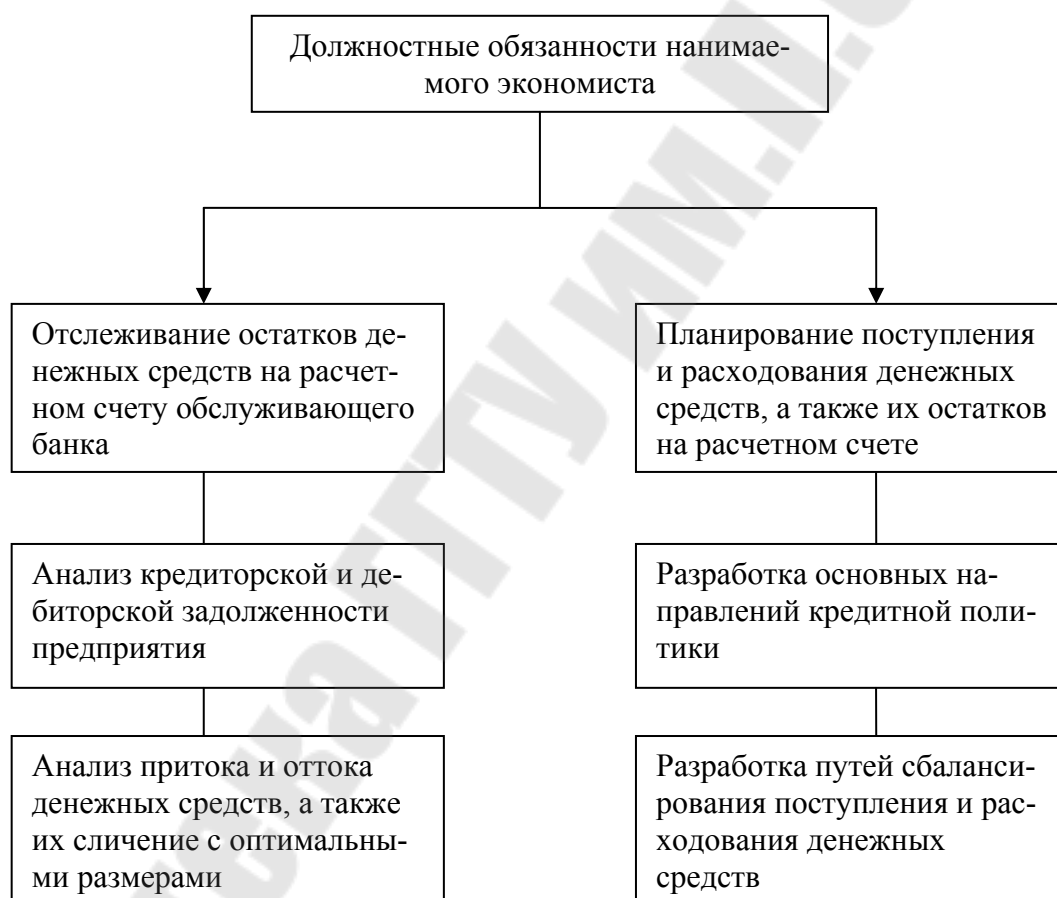 Должностные обязанности нанимае-
мого экономиста
Отслеживание остатков де-
нежных средств на расчет-
ном счету обслуживающего
банка
Планирование поступления
и расходования денежных
средств, а также их остатков
на расчетном счете
Анализ кредиторской и де-
биторской задолженности
предприятия
Разработка основных на-
правлений кредитной поли-
тики
Анализ притока и оттока
денежных средств, а также
их сличение с оптимальны-
ми размерами
Разработка путей сбаланси-
рования поступления и рас-
ходования денежных
средств
ека ГГТУ им.П.